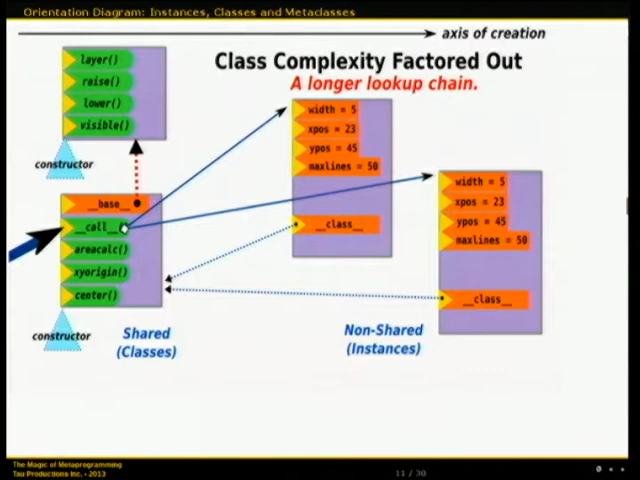 Orientation Diagram: Instances, Classes and Metaclasses
axis of creation
Class Complexity Factored Out
A longer lookup chain.
layer()
raise()
lower()
visible()
constructor
__base__
__call__()
areacalc()
xyorigin()
center()
constructor
Shared
(Classes)
width = 5
xpos = 23
ypos = 45
maxlines = 50
__class__
width = 5
xpos = 23
ypos = 45
maxlines = 50
__class__
Non-Shared
(Instances)
The Magic of Metaprogramming
Tau Productions Inc. - 2013
11 / 30